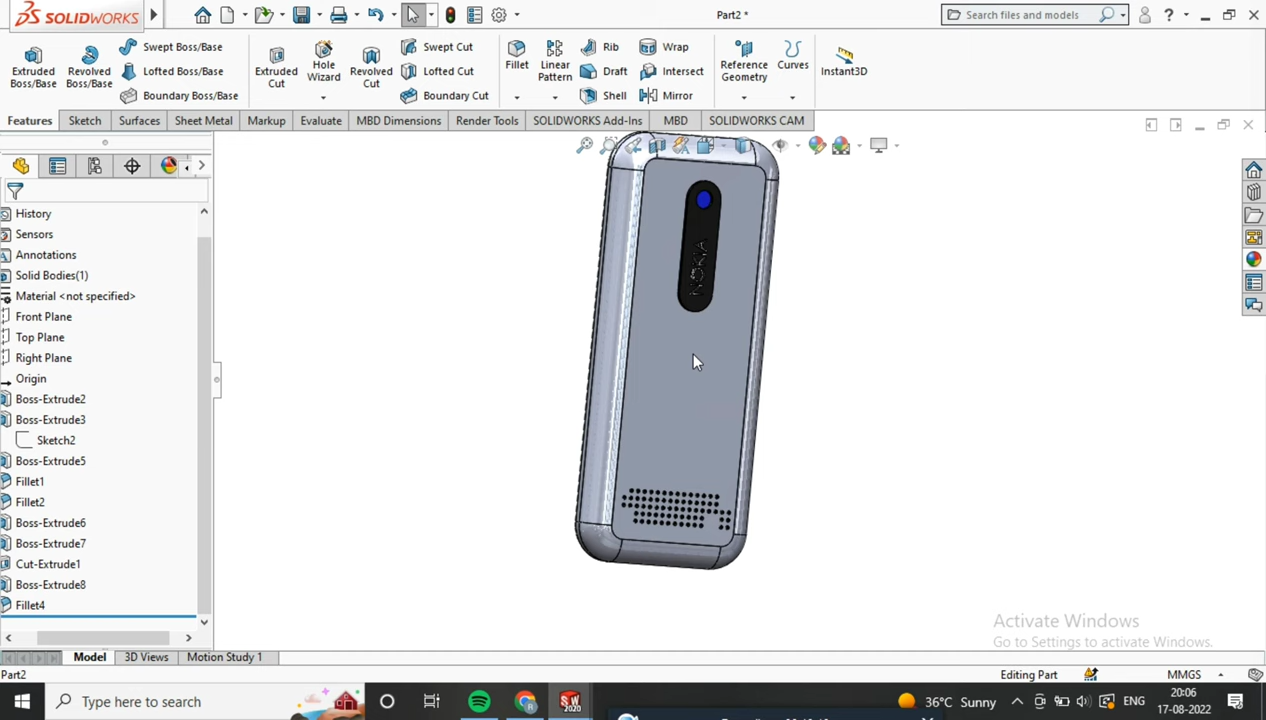 SOLIDWORKS
Part2 *
Search files and models
Extruded Boss/Base
Revolved Boss/Base
Swept Boss/Base
Lofted Boss/Base
Boundary Boss/Base
Extruded Cut
Hole Wizard
Revolved Cut
Swept Cut
Lofted Cut
Boundary Cut
Fillet
Linear Pattern
Rib
Draft
Shell
Wrap
Intersect
Mirror
Reference Geometry
Curves
Instant3D
Features
Sketch
Surfaces
Sheet Metal
Markup
Evaluate
MBD Dimensions
Render Tools
SOLIDWORKS Add-Ins
MBD
SOLIDWORKS CAM
History
Sensors
Annotations
Solid Bodies(1)
Material <not specified>
Front Plane
Top Plane
Right Plane
Origin
Boss-Extrude2
Boss-Extrude3
Sketch2
Boss-Extrude5
Fillet1
Fillet2
Boss-Extrude6
Boss-Extrude7
Cut-Extrude1
Boss-Extrude8
Fillet4
NOKIA
Activate Windows
Go to Settings to activate Windows.
Model
3D Views
Motion Study 1
Part2
Editing Part
MMGS
Type here to search
SW
2020
36°C Sunny
ENG
20:06
17-08-2022